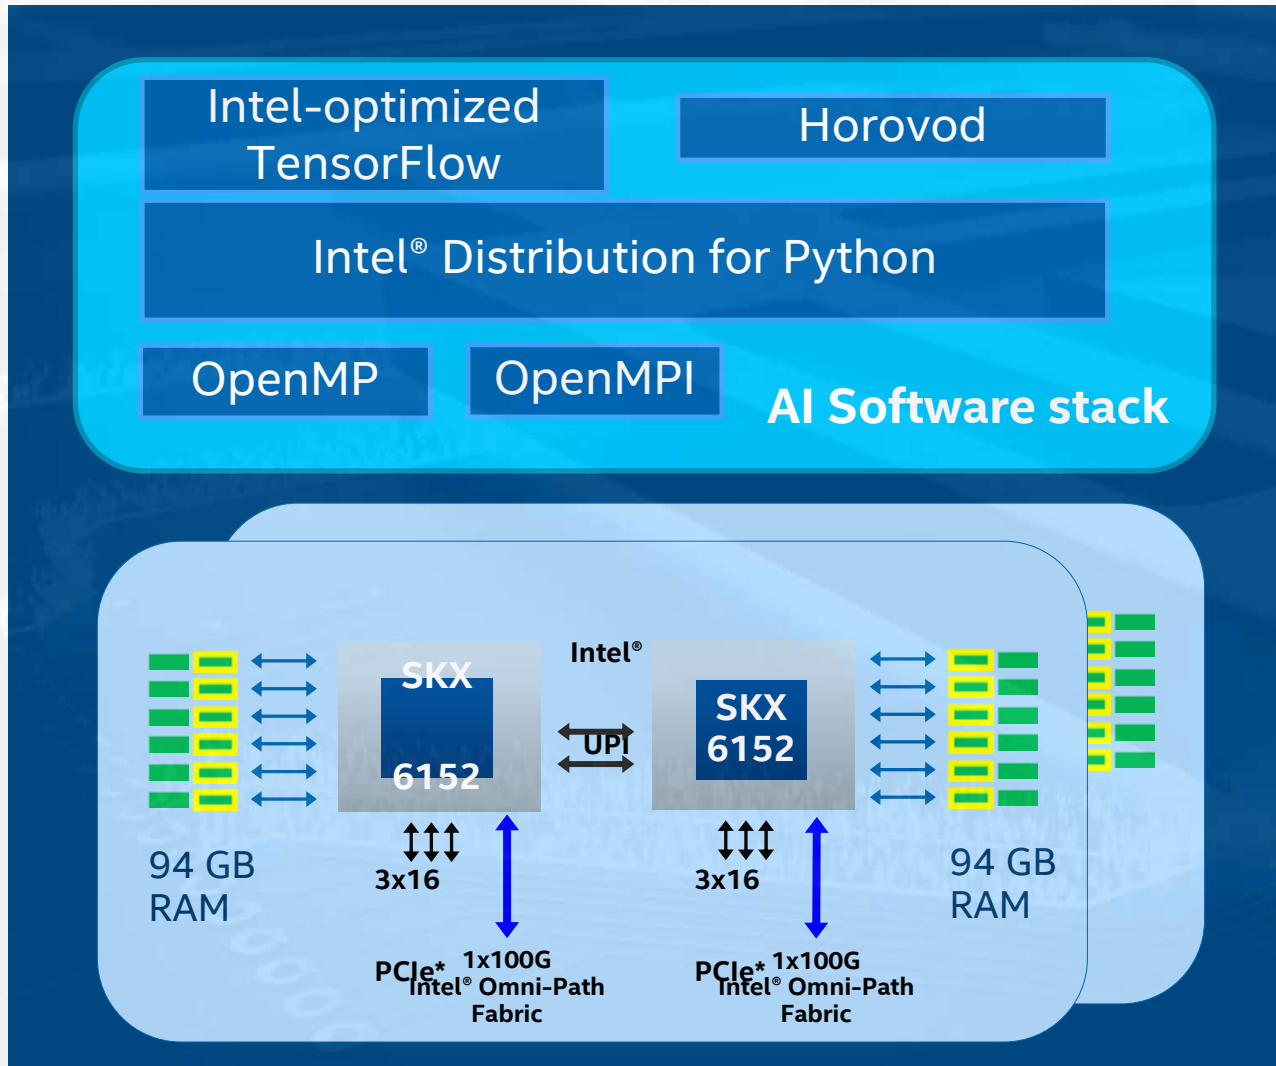 Intel-optimized
TensorFlow
Horovod
Intel® Distribution for Python
OpenMP
OpenMPI
AI Software stack
SKX
6152
Intel®
UPI
SKX
6152
94 GB
RAM
3x16
PCIe*
1x100G
Intel® Omni-Path
Fabric
3x16
PCIe*
1x100G
Intel® Omni-Path
Fabric
94 GB
RAM